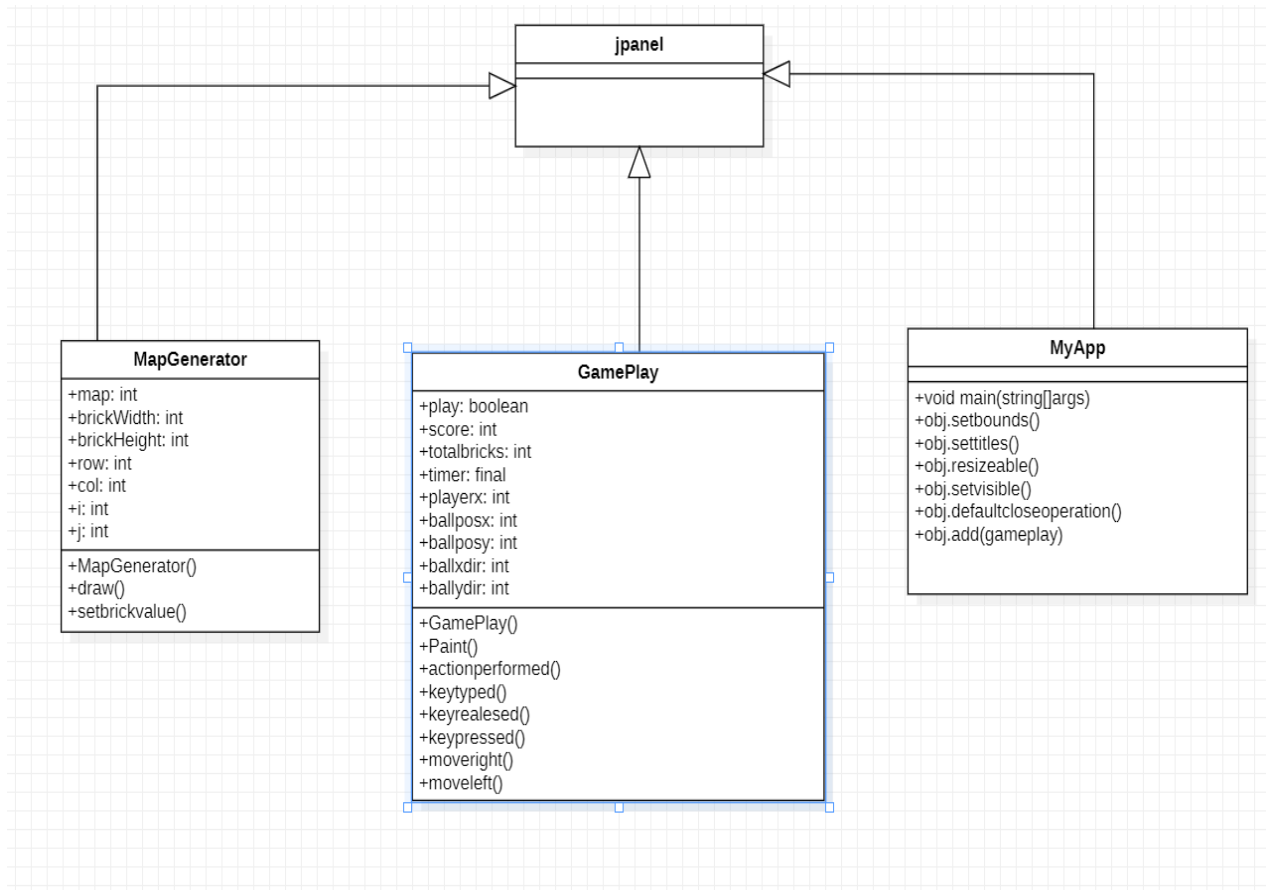 jpanel
MapGenerator
+map: int
+brickWidth: int
+brickHeight: int
+row: int
+col: int
+i: int
+j: int
+MapGenerator()
+draw()
+setbrickvalue()
GamePlay
+play: boolean
+score: int
+totalbricks: int
+timer: final
+playerx: int
+ballposx: int
+ballposy: int
+ballxdir: int
+ballydir: int
+GamePlay()
+Paint()
+actionperformed()
+keytyped()
+keyrealesed()
+keypressed()
+moveright()
+moveleft()
MyApp
+void main(string[]args)
+obj.setbounds()
+obj.settitles()
+obj.resizeable()
+obj.setvisible()
+obj.defaultcloseoperation()
+obj.add(gameplay)